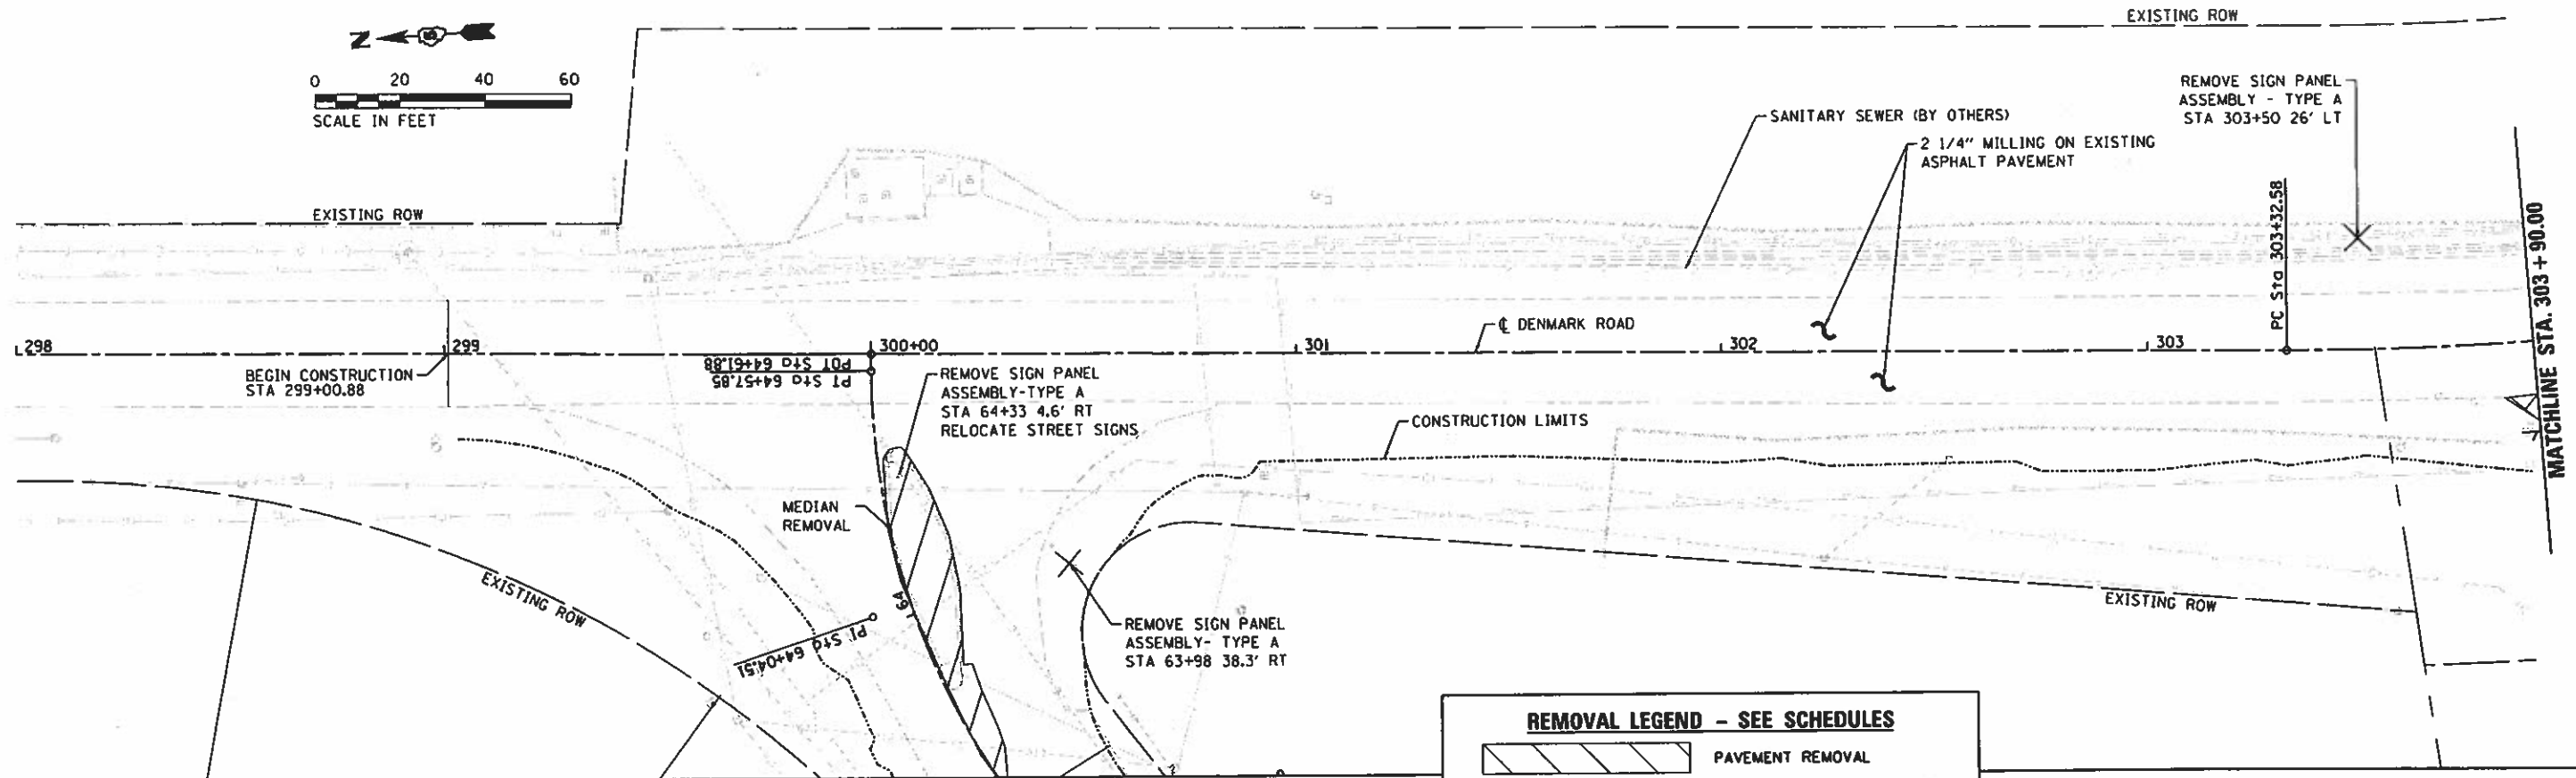 EXISTING ROW
N
0 20 40 60
SCALE IN FEET
REMOVE SIGN PANEL
ASSEMBLY - TYPE A
STA 303+50 26' LT
SANITARY SEWER (BY OTHERS)
2 1/4" MILLING ON EXISTING
ASPHALT PAVEMENT
EXISTING ROW
PC Sta 303+32.58
MATCHLINE STA. 303+90.00
298
299
300+00
301
℄ DENMARK ROAD
302
303
BEGIN CONSTRUCTION
STA 299+00.88
POT Sta 64+61.88
PI Sta 64+57.85
REMOVE SIGN PANEL
ASSEMBLY-TYPE A
STA 64+33 4.6' RT
RELOCATE STREET SIGNS
CONSTRUCTION LIMITS
MEDIAN
REMOVAL
EXISTING ROW
64
PI Sta 64+04.51
REMOVE SIGN PANEL
ASSEMBLY- TYPE A
STA 63+98 38.3' RT
EXISTING ROW
REMOVAL LEGEND - SEE SCHEDULES
PAVEMENT REMOVAL